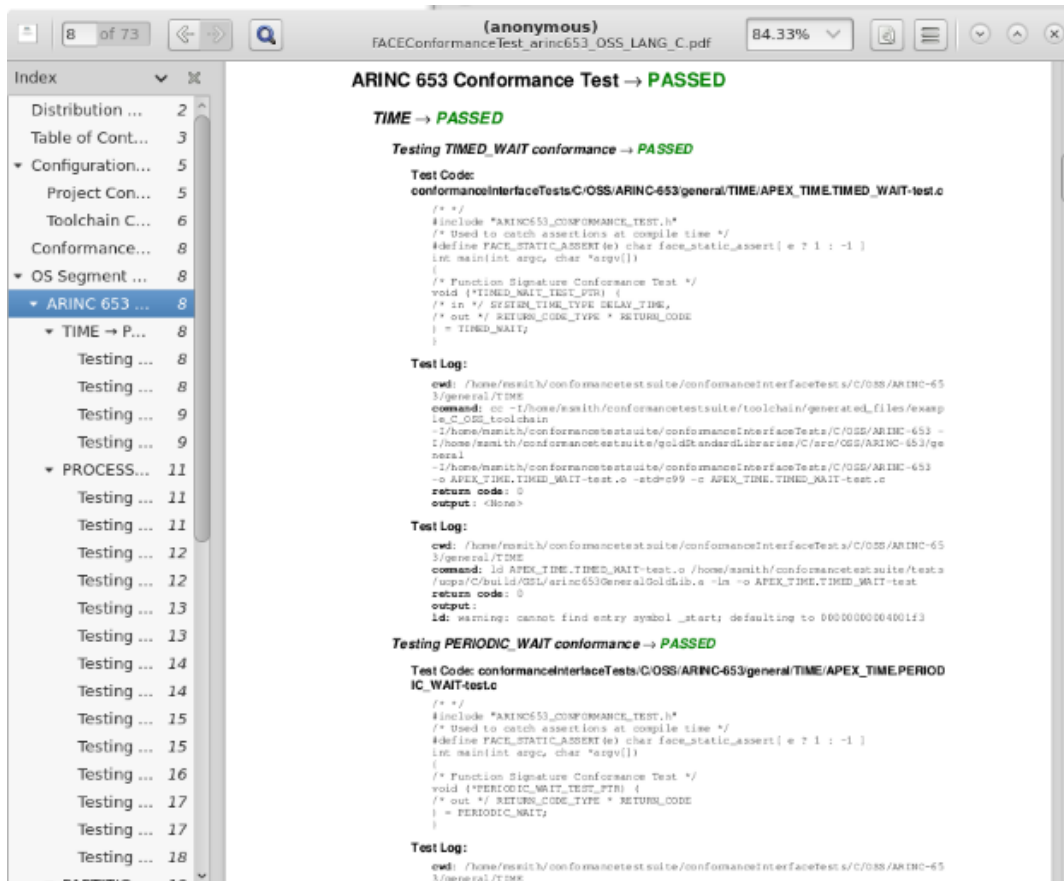 8 of 73
(anonymous)
FACEConformanceTest_arinc653_OSS_LANG_C.pdf
84.33%
Index
Distribution ... 2
Table of Cont... 3
Configuration... 5
Project Con... 5
Toolchain C... 6
Conformance... 8
OS Segment ... 8
ARINC 653 ... 8
TIME → P... 8
Testing ... 8
Testing ... 8
Testing ... 9
Testing ... 9
PROCESS... 11
Testing ... 11
Testing ... 11
Testing ... 12
Testing ... 12
Testing ... 13
Testing ... 13
Testing ... 14
Testing ... 14
Testing ... 15
Testing ... 15
Testing ... 16
Testing ... 17
Testing ... 17
Testing ... 18
ARINC 653 Conformance Test → PASSED
TIME → PASSED
Testing TIMED_WAIT conformance → PASSED
Test Code:
conformanceInterfaceTests/C/OSS/ARINC-653/general/TIME/APEX_TIME.TIMED_WAIT-test.c
/* */
#include "ARINC653_CONFORMANCE_TEST.h"
/* Used to catch assertions at compile time */
#define FACE_STATIC_ASSERT(e) char face_static_assert[ e ? 1 : -1 ]
int main(int argc, char *argv[])
{
/* Function Signature Conformance Test */
void (*TIMED_WAIT_TEST_PTR) (
/* in */ SYSTEM_TIME_TYPE DELAY_TIME,
/* out */ RETURN_CODE_TYPE * RETURN_CODE
) = TIMED_WAIT;
}
Test Log:
cwd: /home/msmith/conformancetestsuite/conformanceInterfaceTests/C/OSS/ARINC-65
3/general/TIME
command: cc -I/home/msmith/conformancetestsuite/toolchain/generated_files/examp
le_C_OSS_toolchain
-I/home/msmith/conformancetestsuite/conformanceInterfaceTests/C/OSS/ARINC-653 -
I/home/msmith/conformancetestsuite/goldStandardLibraries/C/src/OSS/ARINC-653/ge
neral
-I/home/msmith/conformancetestsuite/conformanceInterfaceTests/C/OSS/ARINC-653
-o APEX_TIME.TIMED_WAIT-test.o -std=c99 -c APEX_TIME.TIMED_WAIT-test.c
return code: 0
output: <None>
Test Log:
cwd: /home/msmith/conformancetestsuite/conformanceInterfaceTests/C/OSS/ARINC-65
3/general/TIME
command: ld APEX_TIME.TIMED_WAIT-test.o /home/msmith/conformancetestsuite/tests
/uops/C/build/GSL/arinc653GeneralGoldLib.a -lm -o APEX_TIME.TIMED_WAIT-test
return code: 0
output:
ld: warning: cannot find entry symbol _start; defaulting to 00000000004001f3
Testing PERIODIC_WAIT conformance → PASSED
Test Code: conformanceInterfaceTests/C/OSS/ARINC-653/general/TIME/APEX_TIME.PERIOD
IC_WAIT-test.c
/* */
#include "ARINC653_CONFORMANCE_TEST.h"
/* Used to catch assertions at compile time */
#define FACE_STATIC_ASSERT(e) char face_static_assert[ e ? 1 : -1 ]
int main(int argc, char *argv[])
{
/* Function Signature Conformance Test */
void (*PERIODIC_WAIT_TEST_PTR) (
/* out */ RETURN_CODE_TYPE * RETURN_CODE
) = PERIODIC_WAIT;
}
Test Log:
cwd: /home/msmith/conformancetestsuite/conformanceInterfaceTests/C/OSS/ARINC-65
3/general/TIME